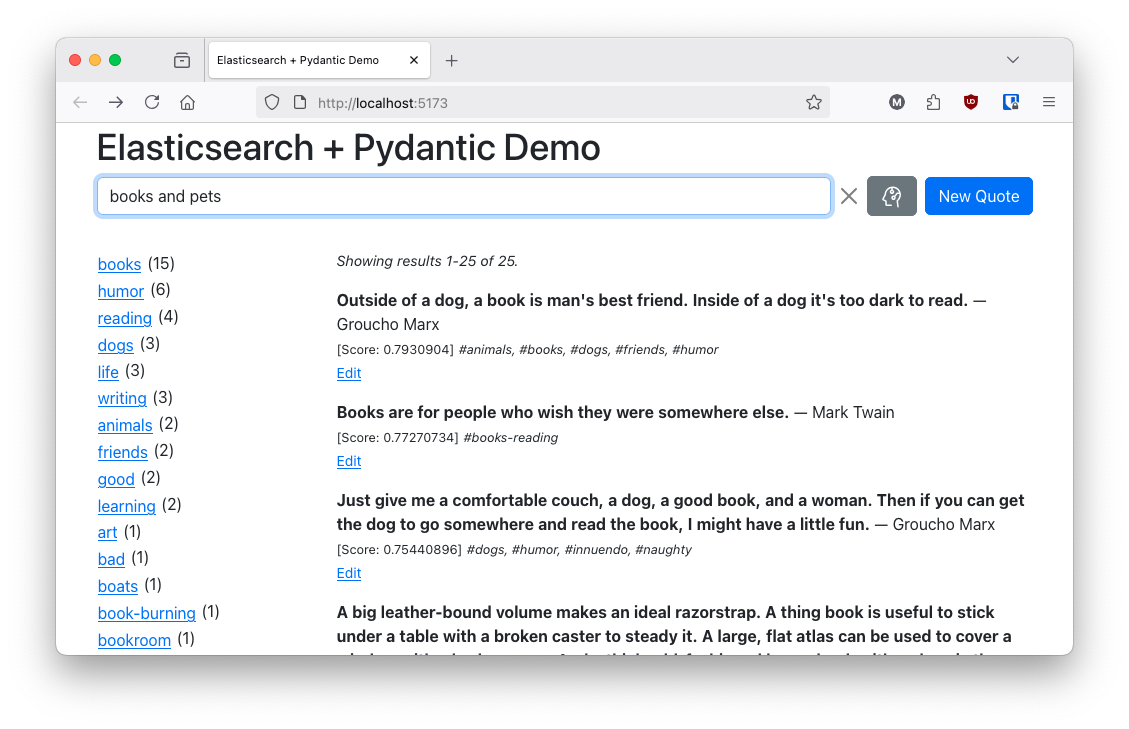 Elasticsearch + Pydantic Demo
http://localhost:5173
M
Elasticsearch + Pydantic Demo
books and pets
New Quote
books (15)
humor (6)
reading (4)
dogs (3)
life (3)
writing (3)
animals (2)
friends (2)
good (2)
learning (2)
art (1)
bad (1)
boats (1)
book-burning (1)
bookroom (1)
Showing results 1-25 of 25.
Outside of a dog, a book is man's best friend. Inside of a dog it's too dark to read. —
Groucho Marx
[Score: 0.7930904] #animals, #books, #dogs, #friends, #humor
Edit
Books are for people who wish they were somewhere else. — Mark Twain
[Score: 0.77270734] #books-reading
Edit
Just give me a comfortable couch, a dog, a good book, and a woman. Then if you can get
the dog to go somewhere and read the book, I might have a little fun. — Groucho Marx
[Score: 0.75440896] #dogs, #humor, #innuendo, #naughty
Edit
A big leather-bound volume makes an ideal razorstrap. A thing book is useful to stick
under a table with a broken caster to steady it. A large, flat atlas can be used to cover a